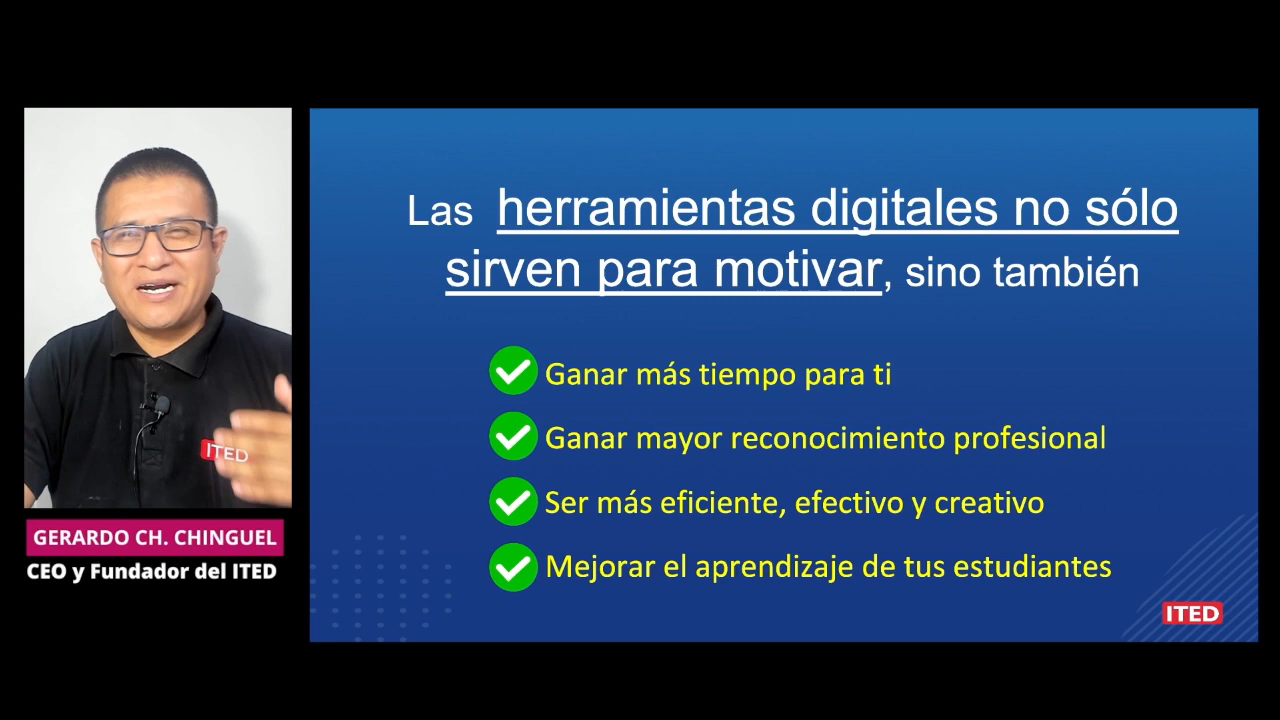 Las herramientas digitales no sólo
sirven para motivar, sino también
Ganar más tiempo para ti
Ganar mayor reconocimiento profesional
Ser más eficiente, efectivo y creativo
Mejorar el aprendizaje de tus estudiantes
ITED
ITED
GERARDO CH. CHINGUEL
CEO y Fundador del ITED